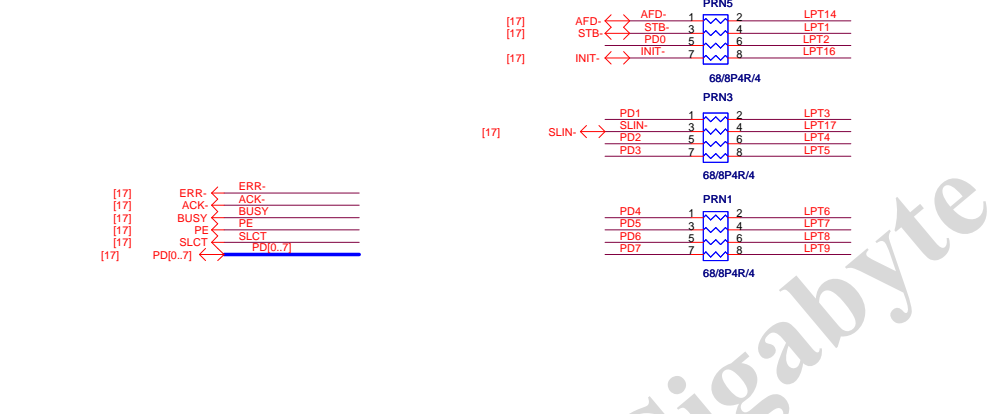 PRN5
[17] AFD- AFD- 1 2 LPT14
[17] STB- STB- 3 4 LPT1
PD0 5 6 LPT2
[17] INIT- INIT- 7 8 LPT16
68/8P4R/4
PRN3
PD1 1 2 LPT3
[17] SLIN- SLIN- 3 4 LPT17
PD2 5 6 LPT4
PD3 7 8 LPT5
68/8P4R/4
[17] ERR- ERR-
[17] ACK- ACK-
[17] BUSY BUSY
[17] PE PE
[17] SLCT SLCT
[17] PD[0..7] PD[0..7]
PRN1
PD4 1 2 LPT6
PD5 3 4 LPT7
PD6 5 6 LPT8
PD7 7 8 LPT9
68/8P4R/4
Gigabyte